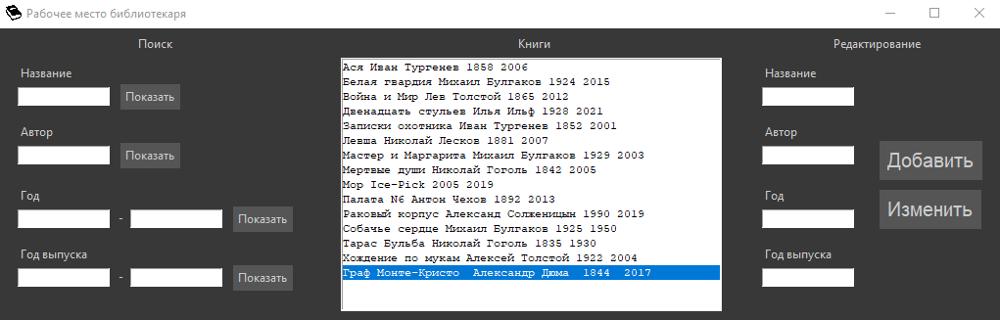 Рабочее место библиотекаря
Поиск
Название
Показать
Автор
Показать
Год
-
Показать
Год выпуска
-
Показать
Книги
Ася Иван Тургенев 1858 2006
Белая гвардия Михаил Булгаков 1924 2015
Война и Мир Лев Толстой 1865 2012
Двенадцать стульев Илья Ильф 1928 2021
Записки охотника Иван Тургенев 1852 2001
Левша Николай Лесков 1881 2007
Мастер и Маргарита Михаил Булгаков 1929 2003
Мертвые души Николай Гоголь 1842 2005
Мор Ice-Pick 2005 2019
Палата N6 Антон Чехов 1892 2013
Раковый корпус Александ Солженицын 1990 2019
Собачье сердце Михаил Булгаков 1925 1950
Тарас Бульба Николай Гоголь 1835 1930
Хождение по мукам Алексей Толстой 1922 2004
Граф Монте-Кристо  Александр Дюма  1844  2017
Редактирование
Название
Автор
Год
Год выпуска
Добавить
Изменить